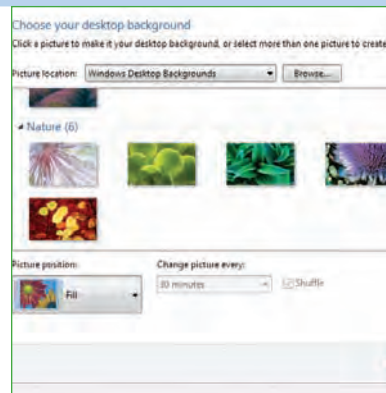 Choose your desktop background
Click a picture to make it your desktop background, or select more than one picture to create
Picture location: Windows Desktop Backgrounds Browse...
Nature (6)
Picture position: Change picture every:
Fill 30 minutes Shuffle